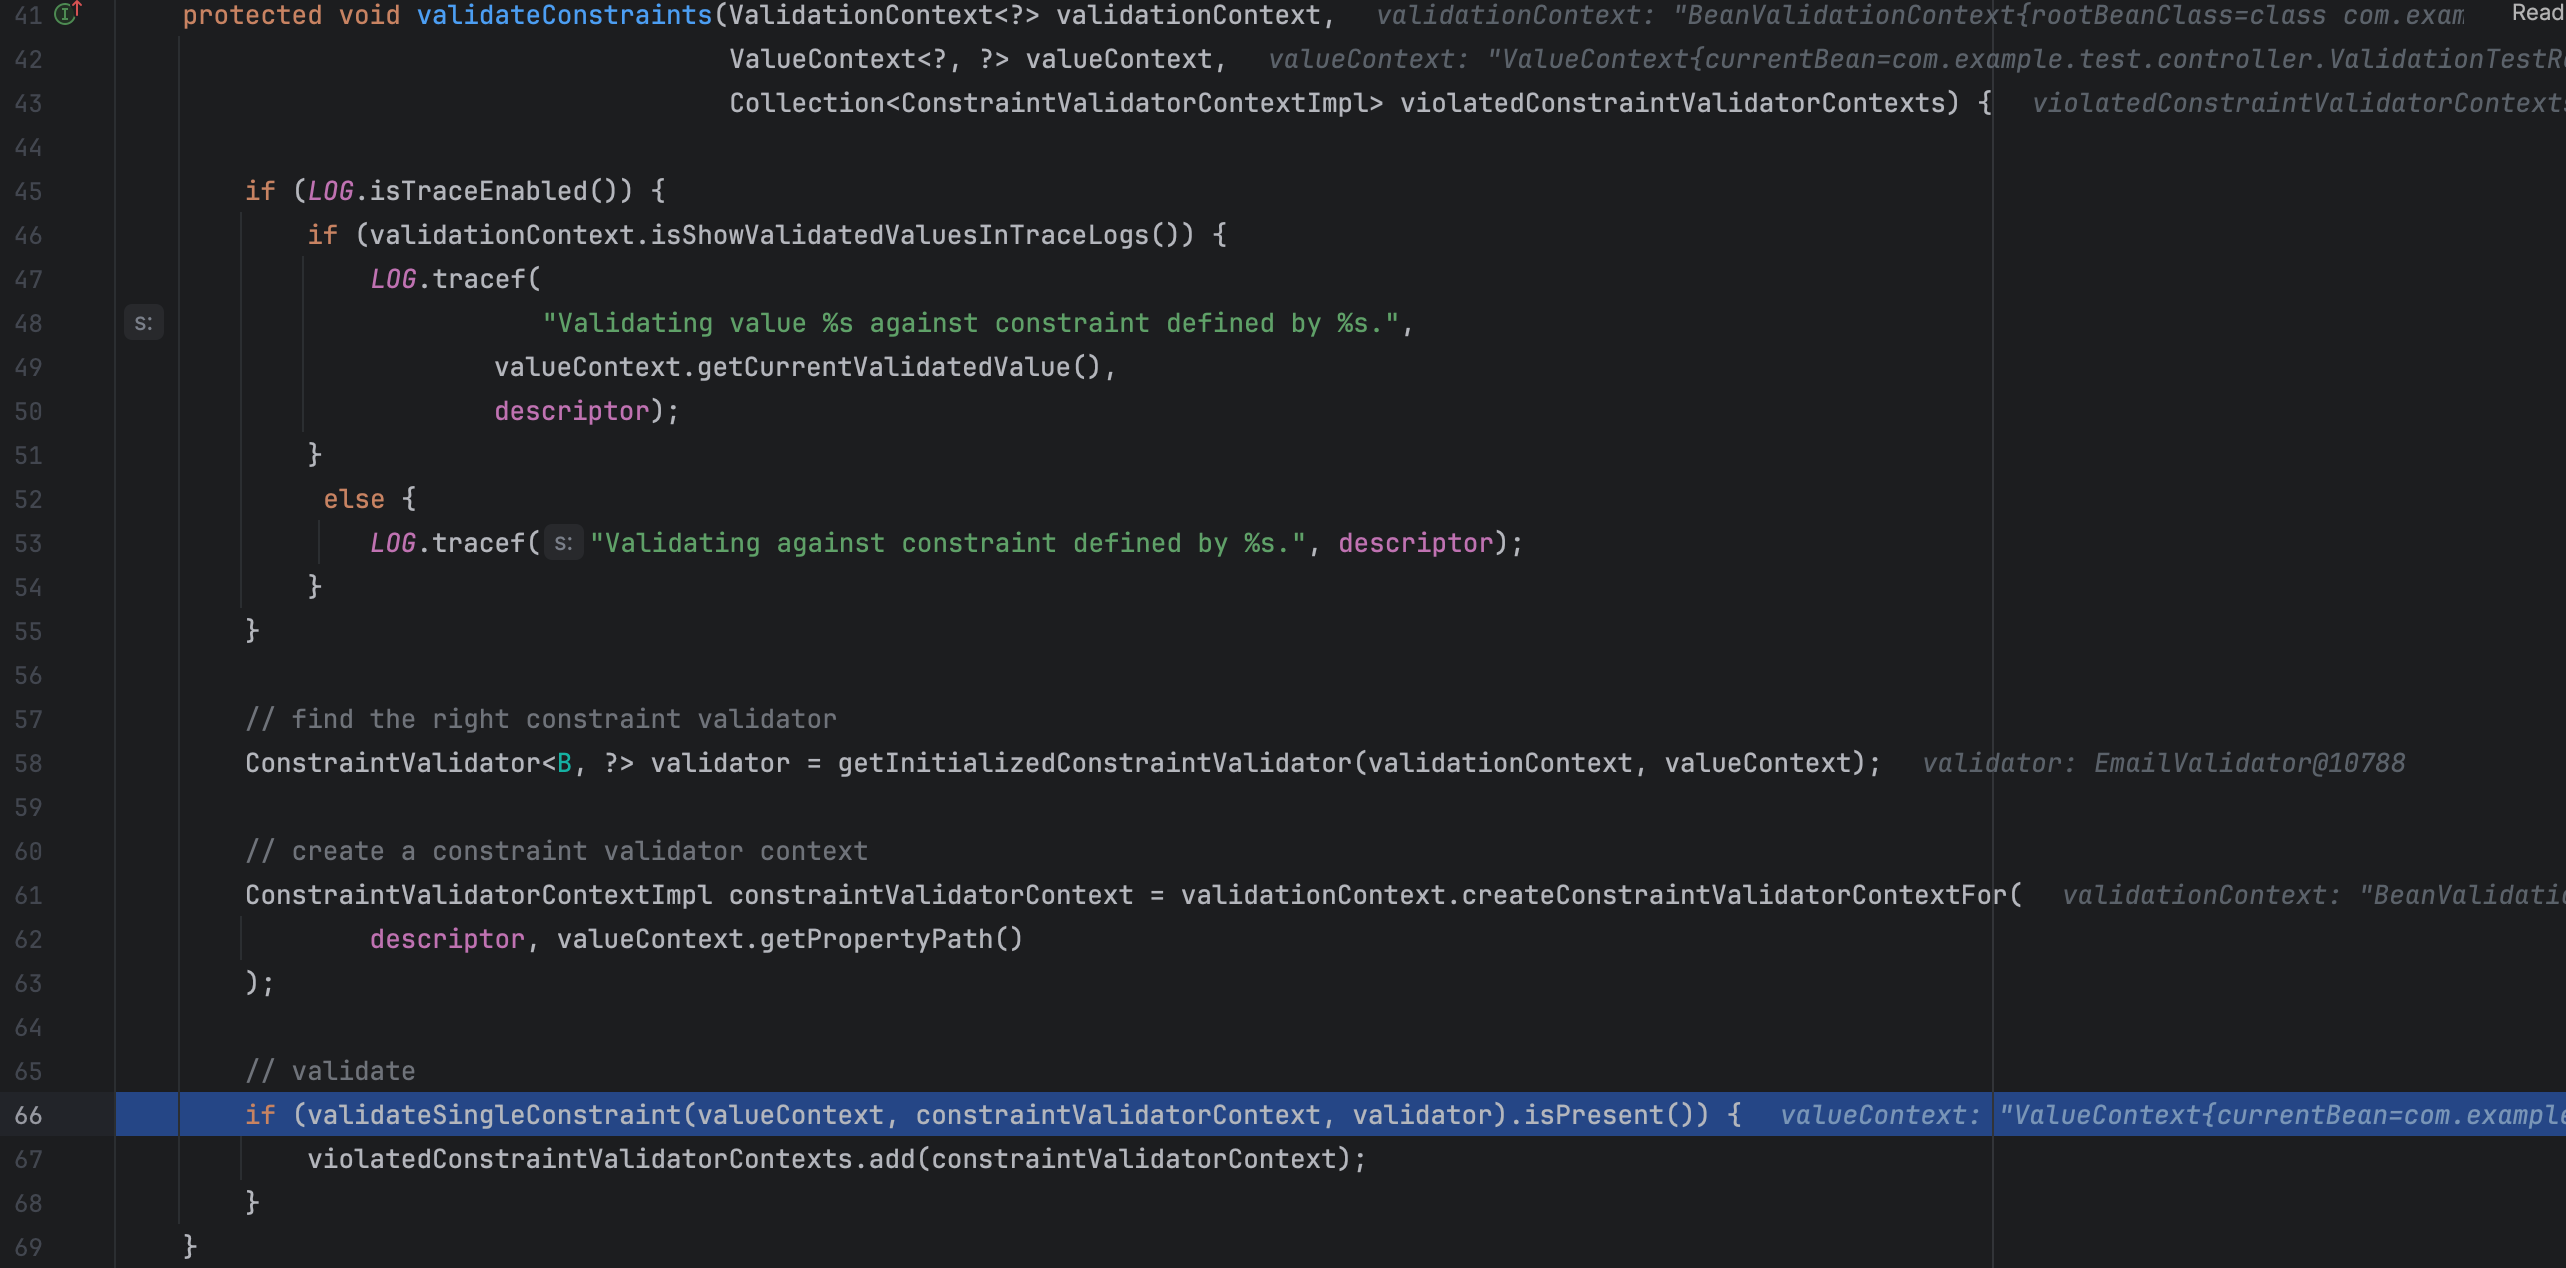 41 protected void validateConstraints(ValidationContext<?> validationContext, validationContext: "BeanValidationContext{rootBeanClass=class com.exam Read
42 ValueContext<?, ?> valueContext, valueContext: "ValueContext{currentBean=com.example.test.controller.ValidationTestR
43 Collection<ConstraintValidatorContextImpl> violatedConstraintValidatorContexts) { violatedConstraintValidatorContexts
44
45 if (LOG.isTraceEnabled()) {
46 if (validationContext.isShowValidatedValuesInTraceLogs()) {
47 LOG.tracef(
48 s: "Validating value %s against constraint defined by %s.",
49 valueContext.getCurrentValidatedValue(),
50 descriptor);
51 }
52 else {
53 LOG.tracef( s: "Validating against constraint defined by %s.", descriptor);
54 }
55 }
56
57 // find the right constraint validator
58 ConstraintValidator<B, ?> validator = getInitializedConstraintValidator(validationContext, valueContext); validator: EmailValidator@10788
59
60 // create a constraint validator context
61 ConstraintValidatorContextImpl constraintValidatorContext = validationContext.createConstraintValidatorContextFor( validationContext: "BeanValidatio
62 descriptor, valueContext.getPropertyPath()
63 );
64
65 // validate
66 if (validateSingleConstraint(valueContext, constraintValidatorContext, validator).isPresent()) { valueContext: "ValueContext{currentBean=com.example
67 violatedConstraintValidatorContexts.add(constraintValidatorContext);
68 }
69 }